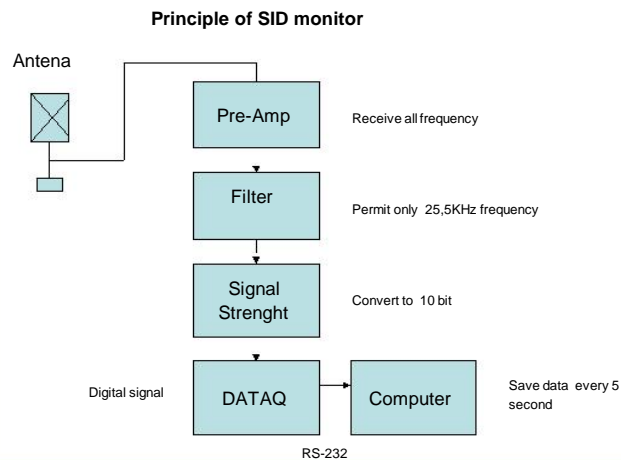 Principle of SID monitor
Antena
Pre-Amp
Receive all frequency
Filter
Permit only 25,5KHz frequency
Signal
Strenght
Convert to 10 bit
Digital signal
DATAQ
Computer
Save data every 5
second
RS-232